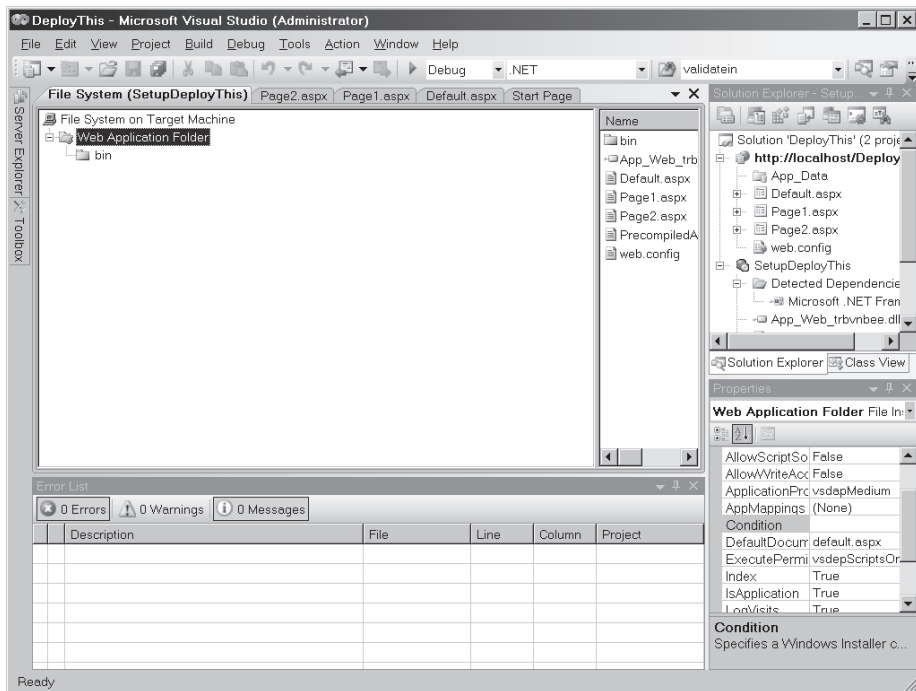 DeployThis - Microsoft Visual Studio (Administrator)
File Edit View Project Build Debug Tools Action Window Help
Debug .NET validatein
Server Explorer
Toolbox
File System (SetupDeployThis) Page2.aspx Page1.aspx Default.aspx Start Page
File System on Target Machine
Web Application Folder
bin
Name
bin
App_Web_trb
Default.aspx
Page1.aspx
Page2.aspx
PrecompiledA
web.config
Solution Explorer - Setup...
Solution 'DeployThis' (2 proje
http://localhost/Deploy
App_Data
Default.aspx
Page1.aspx
Page2.aspx
web.config
SetupDeployThis
Detected Dependencie
Microsoft .NET Fran
App_Web_trbvnbee.dll
Solution Explorer Class View
Properties
Web Application Folder File In
AllowScriptSo False
AllowWriteAcc False
ApplicationPro vsdapMedium
AppMappings (None)
Condition
DefaultDocum default.aspx
ExecutePermi vsdepScriptsOr
Index True
IsApplication True
LogVisits True
Condition
Specifies a Windows Installer c...
Error List
0 Errors 0 Warnings 0 Messages
Description File Line Column Project
Ready